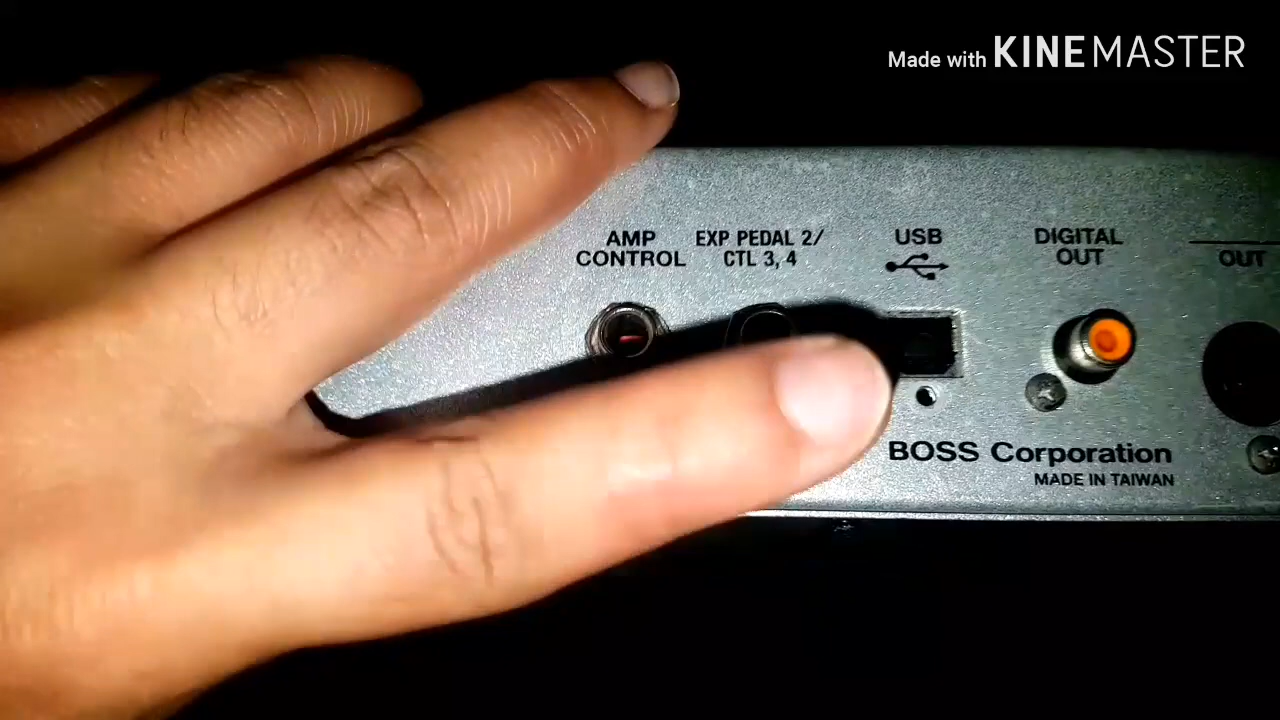 Made with KINEMASTER
AMP CONTROL
EXP PEDAL 2/ CTL 3, 4
USB
DIGITAL OUT
OUT
BOSS Corporation
MADE IN TAIWAN